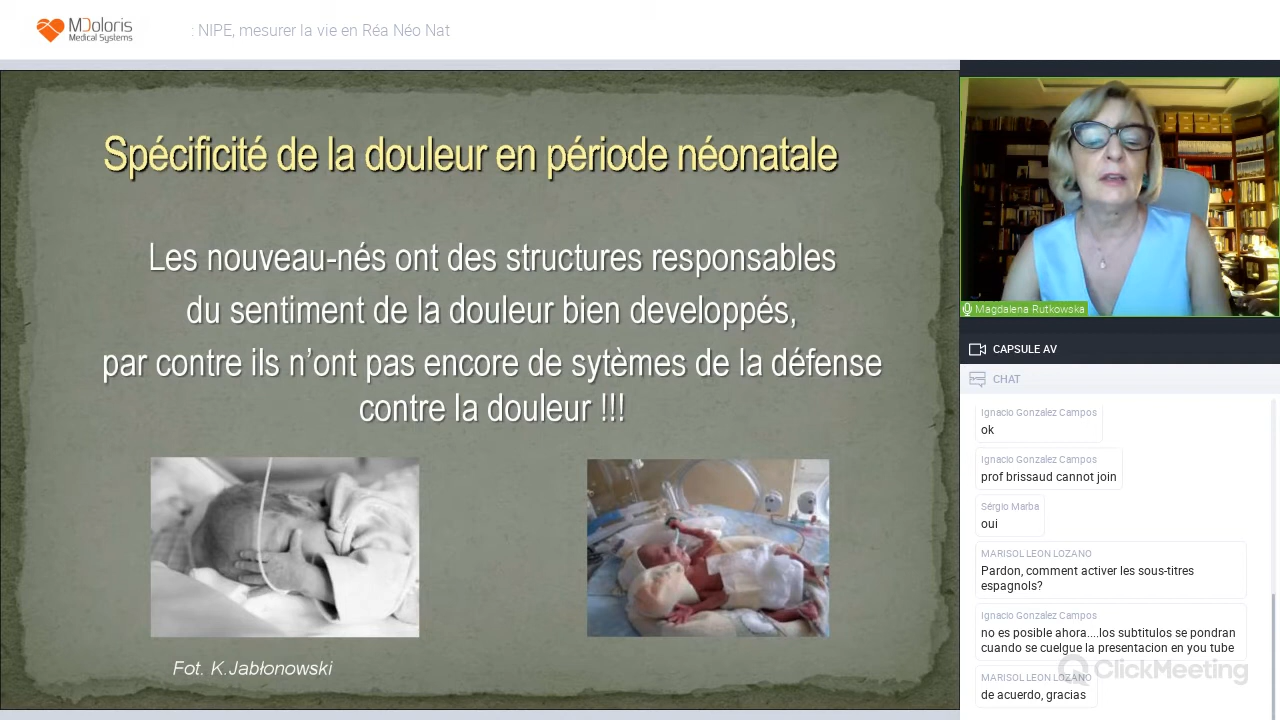 MDoloris
Medical Systems
: NIPE, mesurer la vie en Réa Néo Nat
Spécificité de la douleur en période néonatale
Les nouveau-nés ont des structures responsables
du sentiment de la douleur bien developpés,
par contre ils n’ont pas encore de sytèmes de la défense
contre la douleur !!!
Fot. K.Jabłonowski
Magdalena Rutkowska
CAPSULE AV
CHAT
Ignacio Gonzalez Campos
ok
Ignacio Gonzalez Campos
prof brissaud cannot join
Sérgio Marba
oui
MARISOL LEON LOZANO
Pardon, comment activer les sous-titres
espagnols?
Ignacio Gonzalez Campos
no es posible ahora....los subtitulos se pondran
cuando se cuelgue la presentacion en you tube
MARISOL LEON LOZANO
de acuerdo, gracias
ClickMeeting